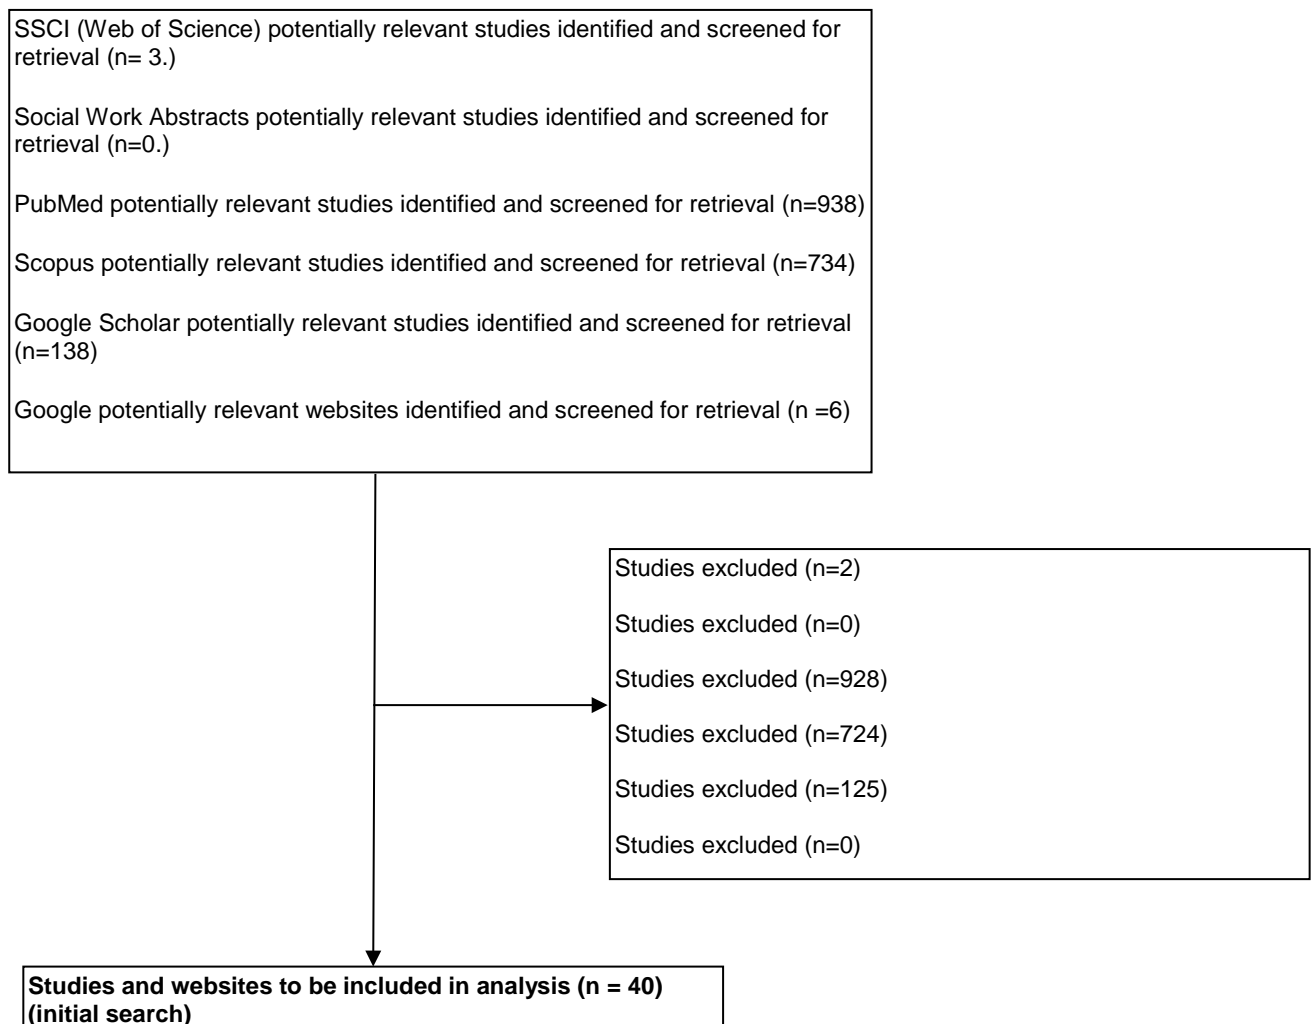 SSCI (Web of Science) potentially relevant studies identified and screened for
retrieval (n= 3.)
Social Work Abstracts potentially relevant studies identified and screened for
retrieval (n=0.)
PubMed potentially relevant studies identified and screened for retrieval (n=938)
Scopus potentially relevant studies identified and screened for retrieval (n=734)
Google Scholar potentially relevant studies identified and screened for retrieval
(n=138)
Google potentially relevant websites identified and screened for retrieval (n =6)
Studies excluded (n=2)
Studies excluded (n=0)
Studies excluded (n=928)
Studies excluded (n=724)
Studies excluded (n=125)
Studies excluded (n=0)
Studies and websites to be included in analysis (n = 40)
(initial search)